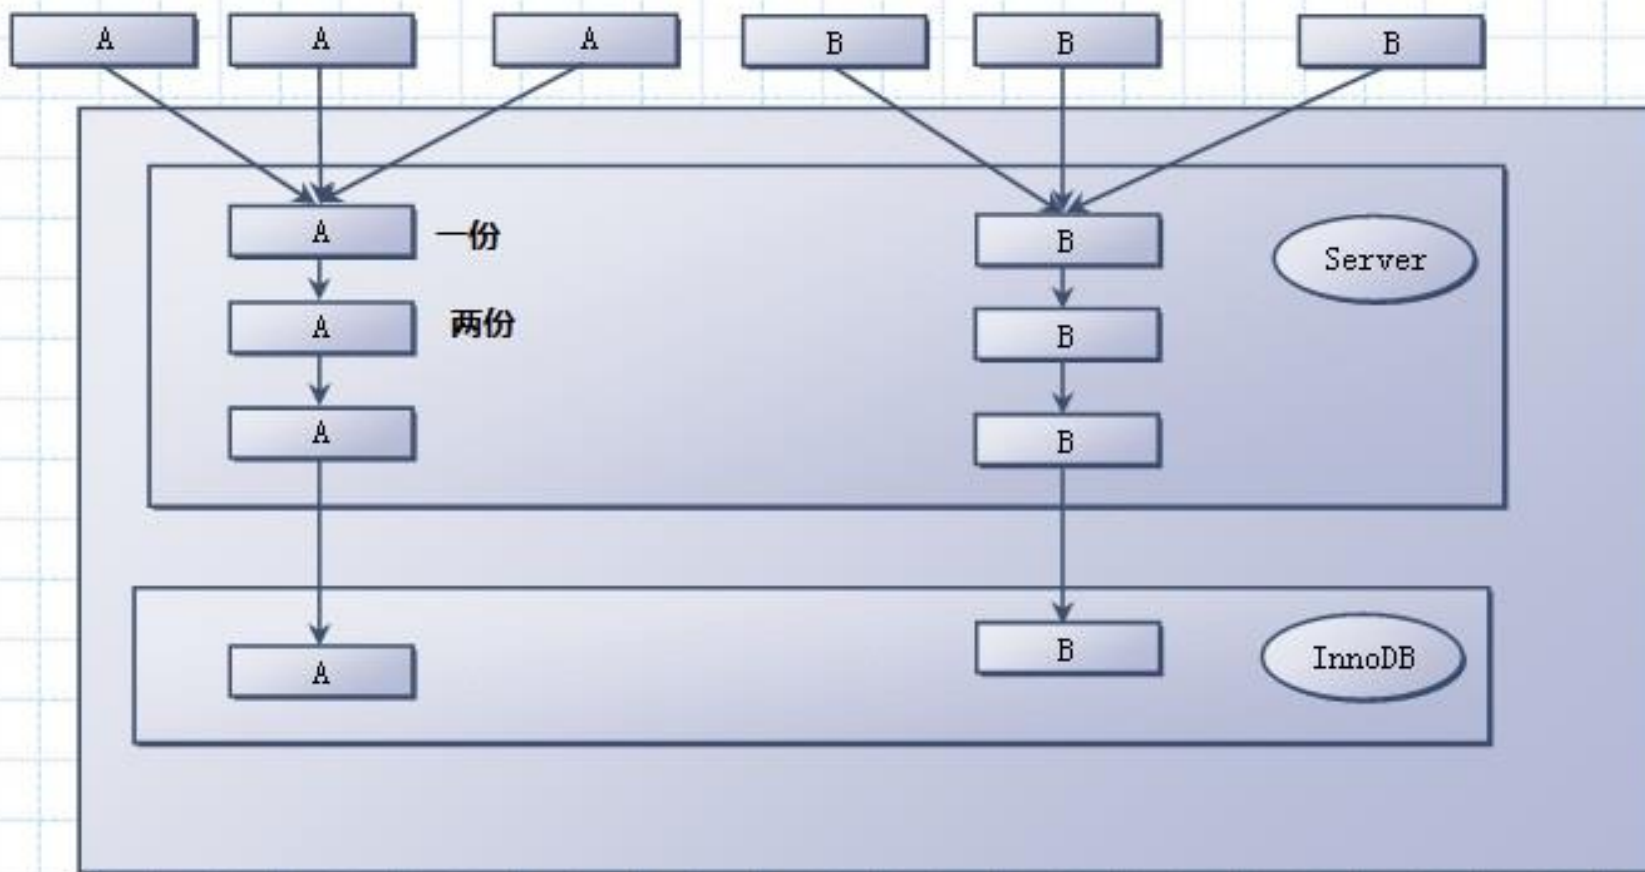 A A A B B B
A 一份 B Server
A 两份 B
A B
A B InnoDB